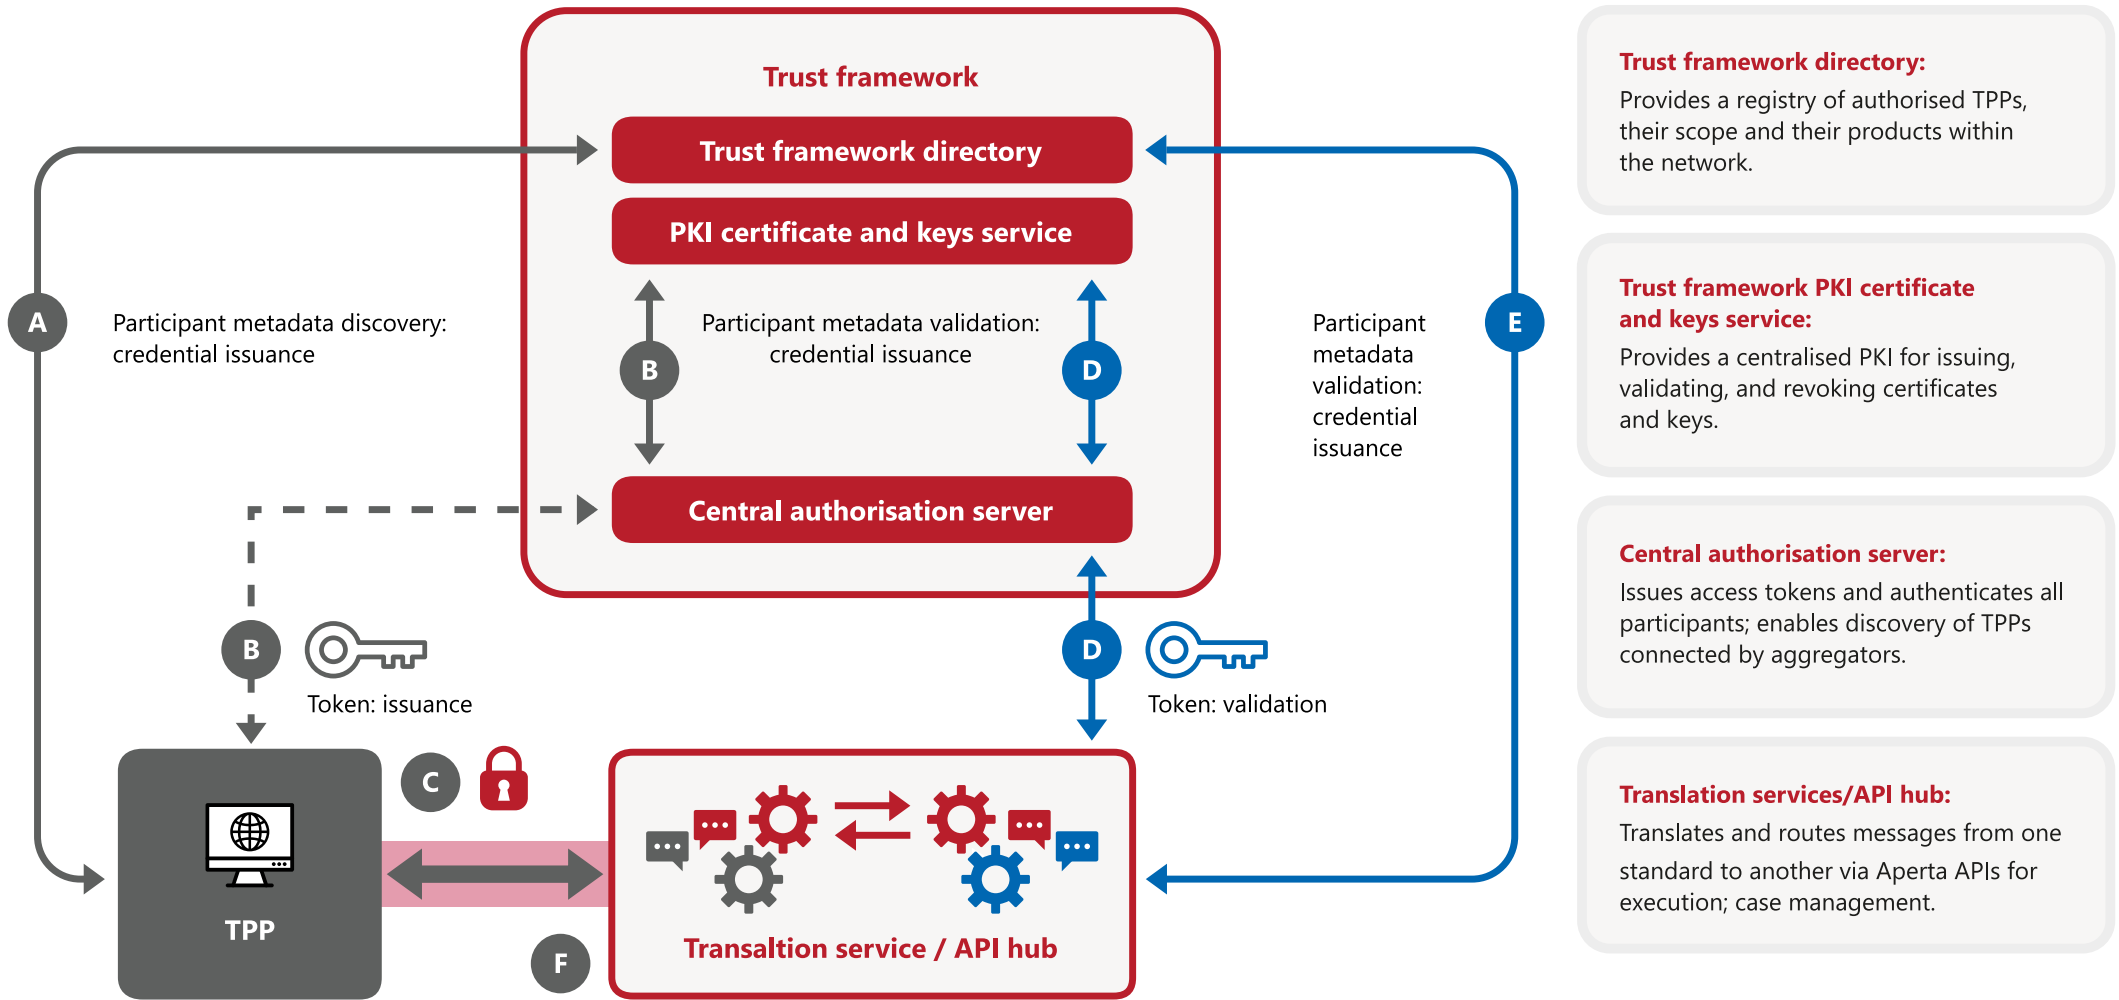 Trust framework
Trust framework directory
PKI certificate and keys service
A
Participant metadata discovery:
credential issuance
B
Participant metadata validation:
credential issuance
D
Participant
metadata
validation:
credential
issuance
E
Central authorisation server
B
Token: issuance
D
Token: validation
C
TPP
F
Transaltion service / API hub
Trust framework directory:
Provides a registry of authorised TPPs,
their scope and their products within
the network.
Trust framework PKI certificate
and keys service:
Provides a centralised PKI for issuing,
validating, and revoking certificates
and keys.
Central authorisation server:
Issues access tokens and authenticates all
participants; enables discovery of TPPs
connected by aggregators.
Translation services/API hub:
Translates and routes messages from one
standard to another via Aperta APIs for
execution; case management.